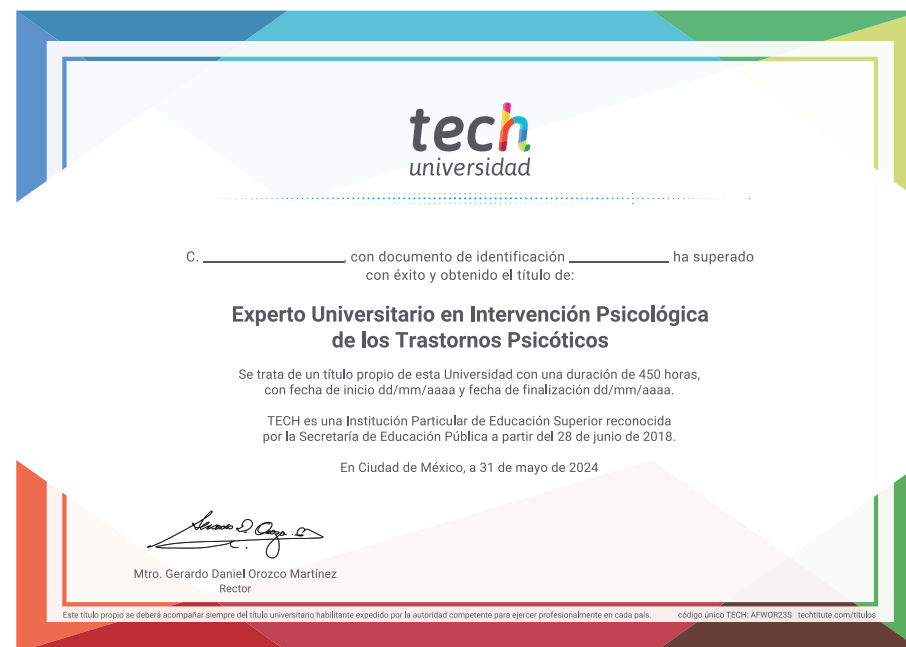 tech
universidad
C. ____________________, con documento de identificación ______________ ha superado
con éxito y obtenido el título de:
Experto Universitario en Intervención Psicológica
de los Trastornos Psicóticos
Se trata de un título propio de esta Universidad con una duración de 450 horas,
con fecha de inicio dd/mm/aaaa y fecha de finalización dd/mm/aaaa.
TECH es una Institución Particular de Educación Superior reconocida
por la Secretaría de Educación Pública a partir del 28 de junio de 2018.
En Ciudad de México, a 31 de mayo de 2024
Mtro. Gerardo Daniel Orozco Martínez
Rector
Este título propio se deberá acompañar siempre del título universitario habilitante expedido por la autoridad competente para ejercer profesionalmente en cada país. código único TECH: AFWOR23S techtitute.com/titulos